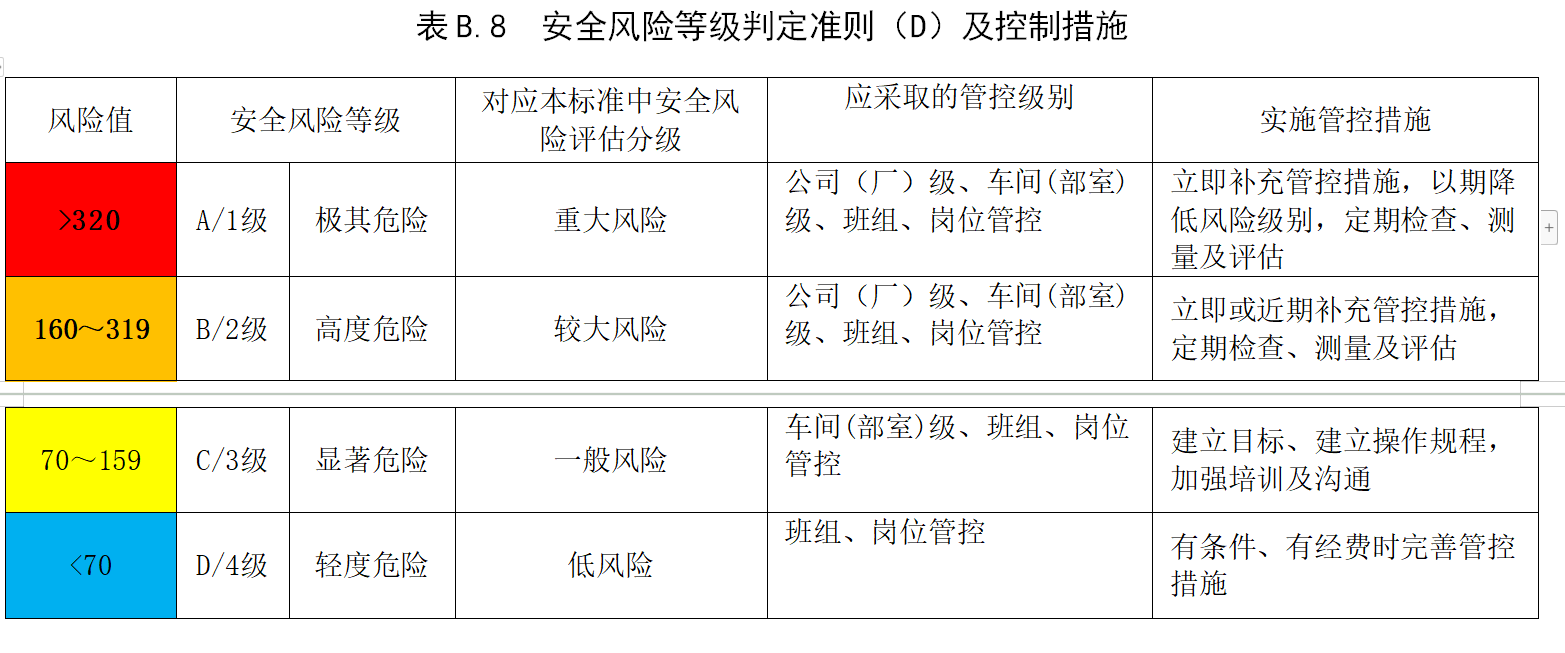 表 B.8 安全风险等级判定准则（D）及控制措施
风险值
安全风险等级
对应本标准中安全风
险评估分级
应采取的管控级别
实施管控措施
>320
A/1级
极其危险
重大风险
公司（厂）级、车间(部室)
级、班组、岗位管控
立即补充管控措施，以期降
低风险级别，定期检查、测
量及评估
160～319
B/2级
高度危险
较大风险
公司（厂）级、车间(部室)
级、班组、岗位管控
立即或近期补充管控措施，
定期检查、测量及评估
70～159
C/3级
显著危险
一般风险
车间(部室)级、班组、岗位
管控
建立目标、建立操作规程，
加强培训及沟通
<70
D/4级
轻度危险
低风险
班组、岗位管控
有条件、有经费时完善管控
措施